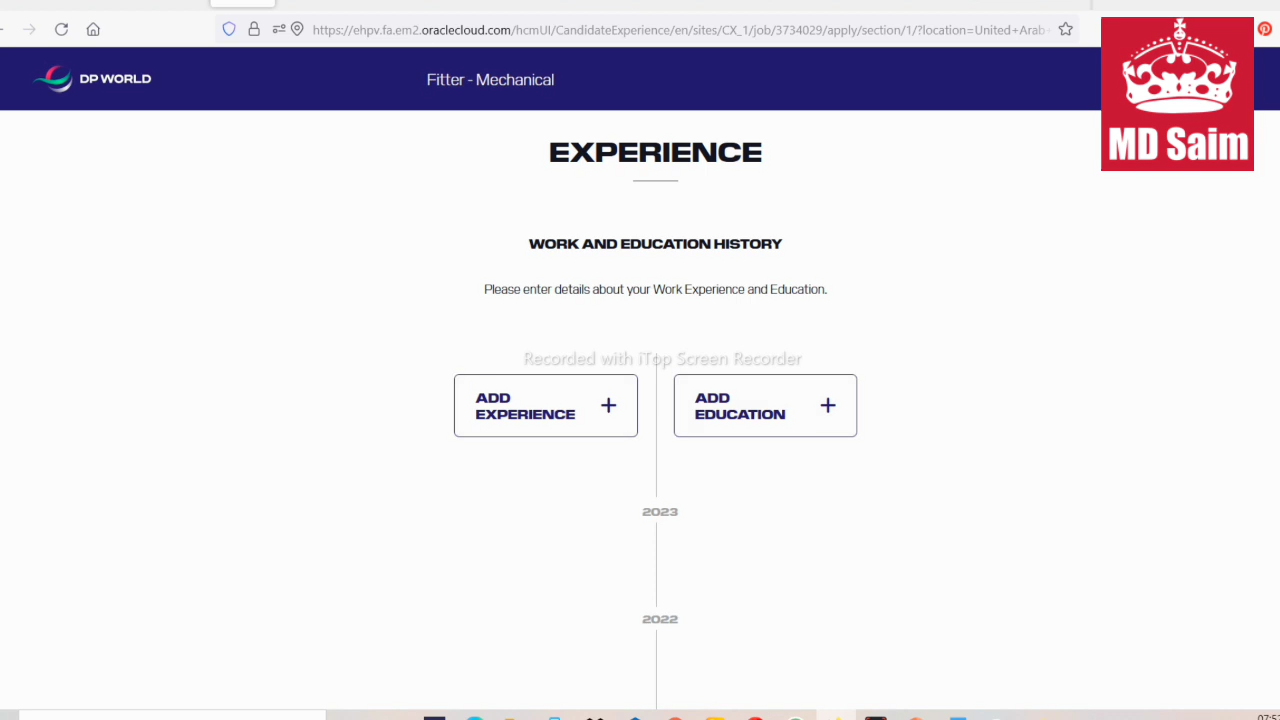 https://ehpv.fa.em2.oraclecloud.com/hcmUI/CandidateExperience/en/sites/CX_1/job/3734029/apply/section/1/?location=United+Arab
DP WORLD
Fitter - Mechanical
MD Saim
EXPERIENCE
WORK AND EDUCATION HISTORY
Please enter details about your Work Experience and Education.
Recorded with iTop Screen Recorder
ADD EXPERIENCE +
ADD EDUCATION +
2023
2022